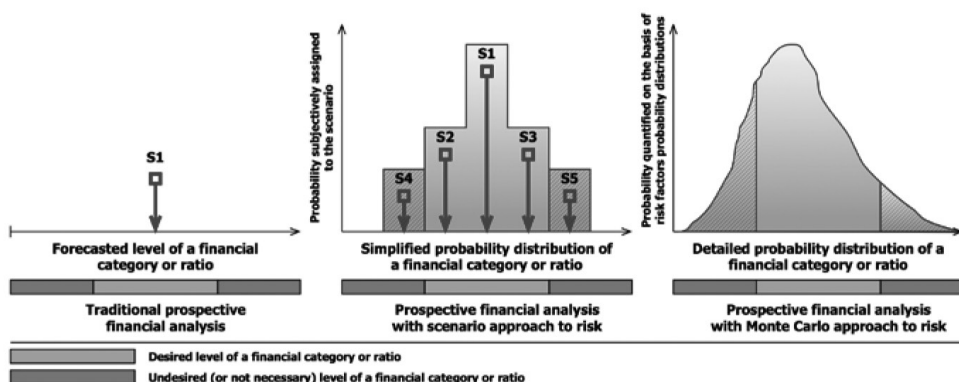 S1
Forecasted level of a financial
category or ratio
Traditional prospective
financial analysis
Probability subjectively assigned
to the scenario
S1
S2
S3
S4
S5
Simplified probability distribution of
a financial category or ratio
Prospective financial analysis
with scenario approach to risk
Probability quantified on the basis of
risk factors probability distributions
Detailed probability distribution of a
financial category or ratio
Prospective financial analysis
with Monte Carlo approach to risk
Desired level of a financial category or ratio
Undesired (or not necessary) level of a financial category or ratio